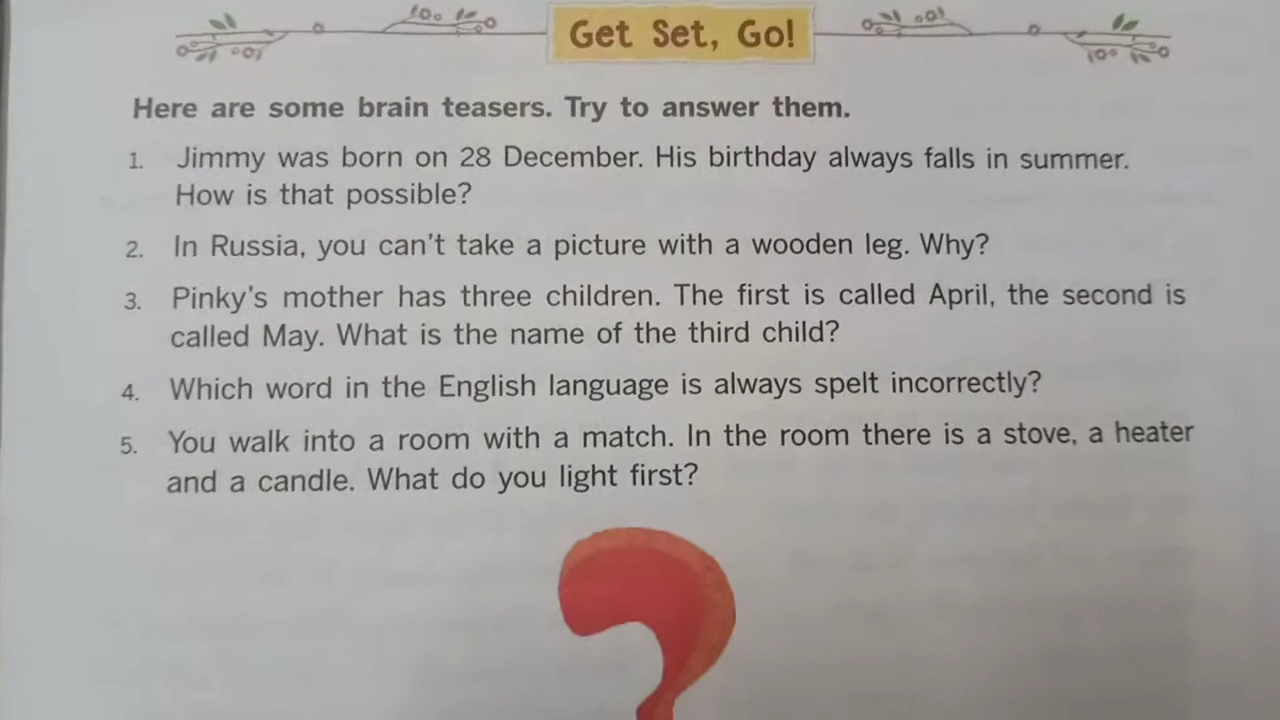 Get Set, Go!
Here are some brain teasers. Try to answer them.
1. Jimmy was born on 28 December. His birthday always falls in summer.
How is that possible?
2. In Russia, you can't take a picture with a wooden leg. Why?
3. Pinky's mother has three children. The first is called April, the second is
called May. What is the name of the third child?
4. Which word in the English language is always spelt incorrectly?
5. You walk into a room with a match. In the room there is a stove, a heater
and a candle. What do you light first?
?